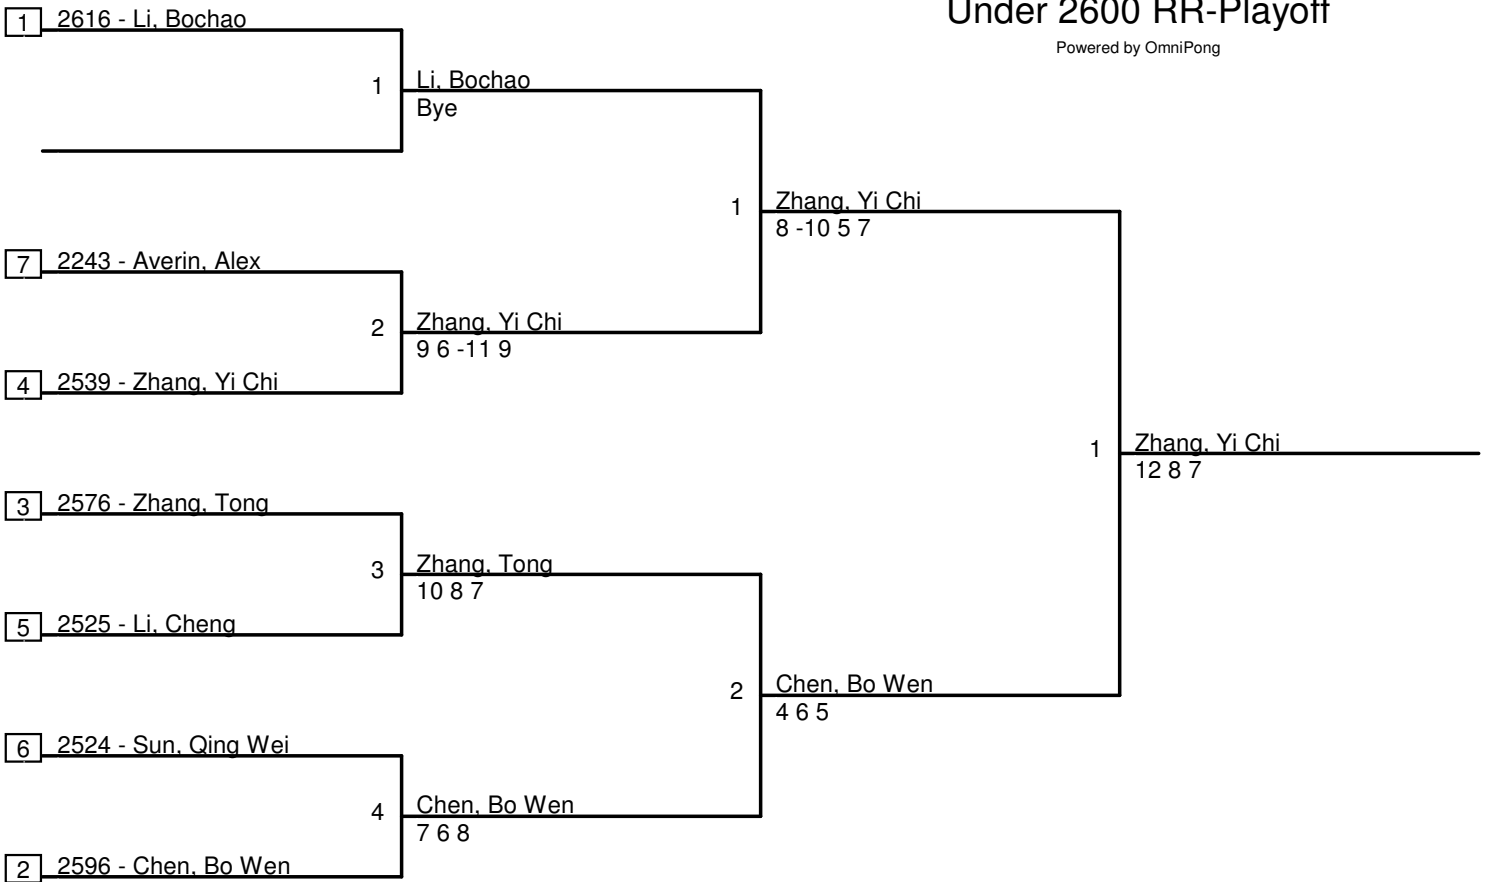 Under 2600 RR-Playoff
Powered by OmniPong
1 2616 - Li, Bochao
1 Li, Bochao
Bye
1 Zhang, Yi Chi
8 -10 5 7
7 2243 - Averin, Alex
2 Zhang, Yi Chi
9 6 -11 9
4 2539 - Zhang, Yi Chi
1 Zhang, Yi Chi
12 8 7
3 2576 - Zhang, Tong
3 Zhang, Tong
10 8 7
5 2525 - Li, Cheng
2 Chen, Bo Wen
4 6 5
6 2524 - Sun, Qing Wei
4 Chen, Bo Wen
7 6 8
2 2596 - Chen, Bo Wen